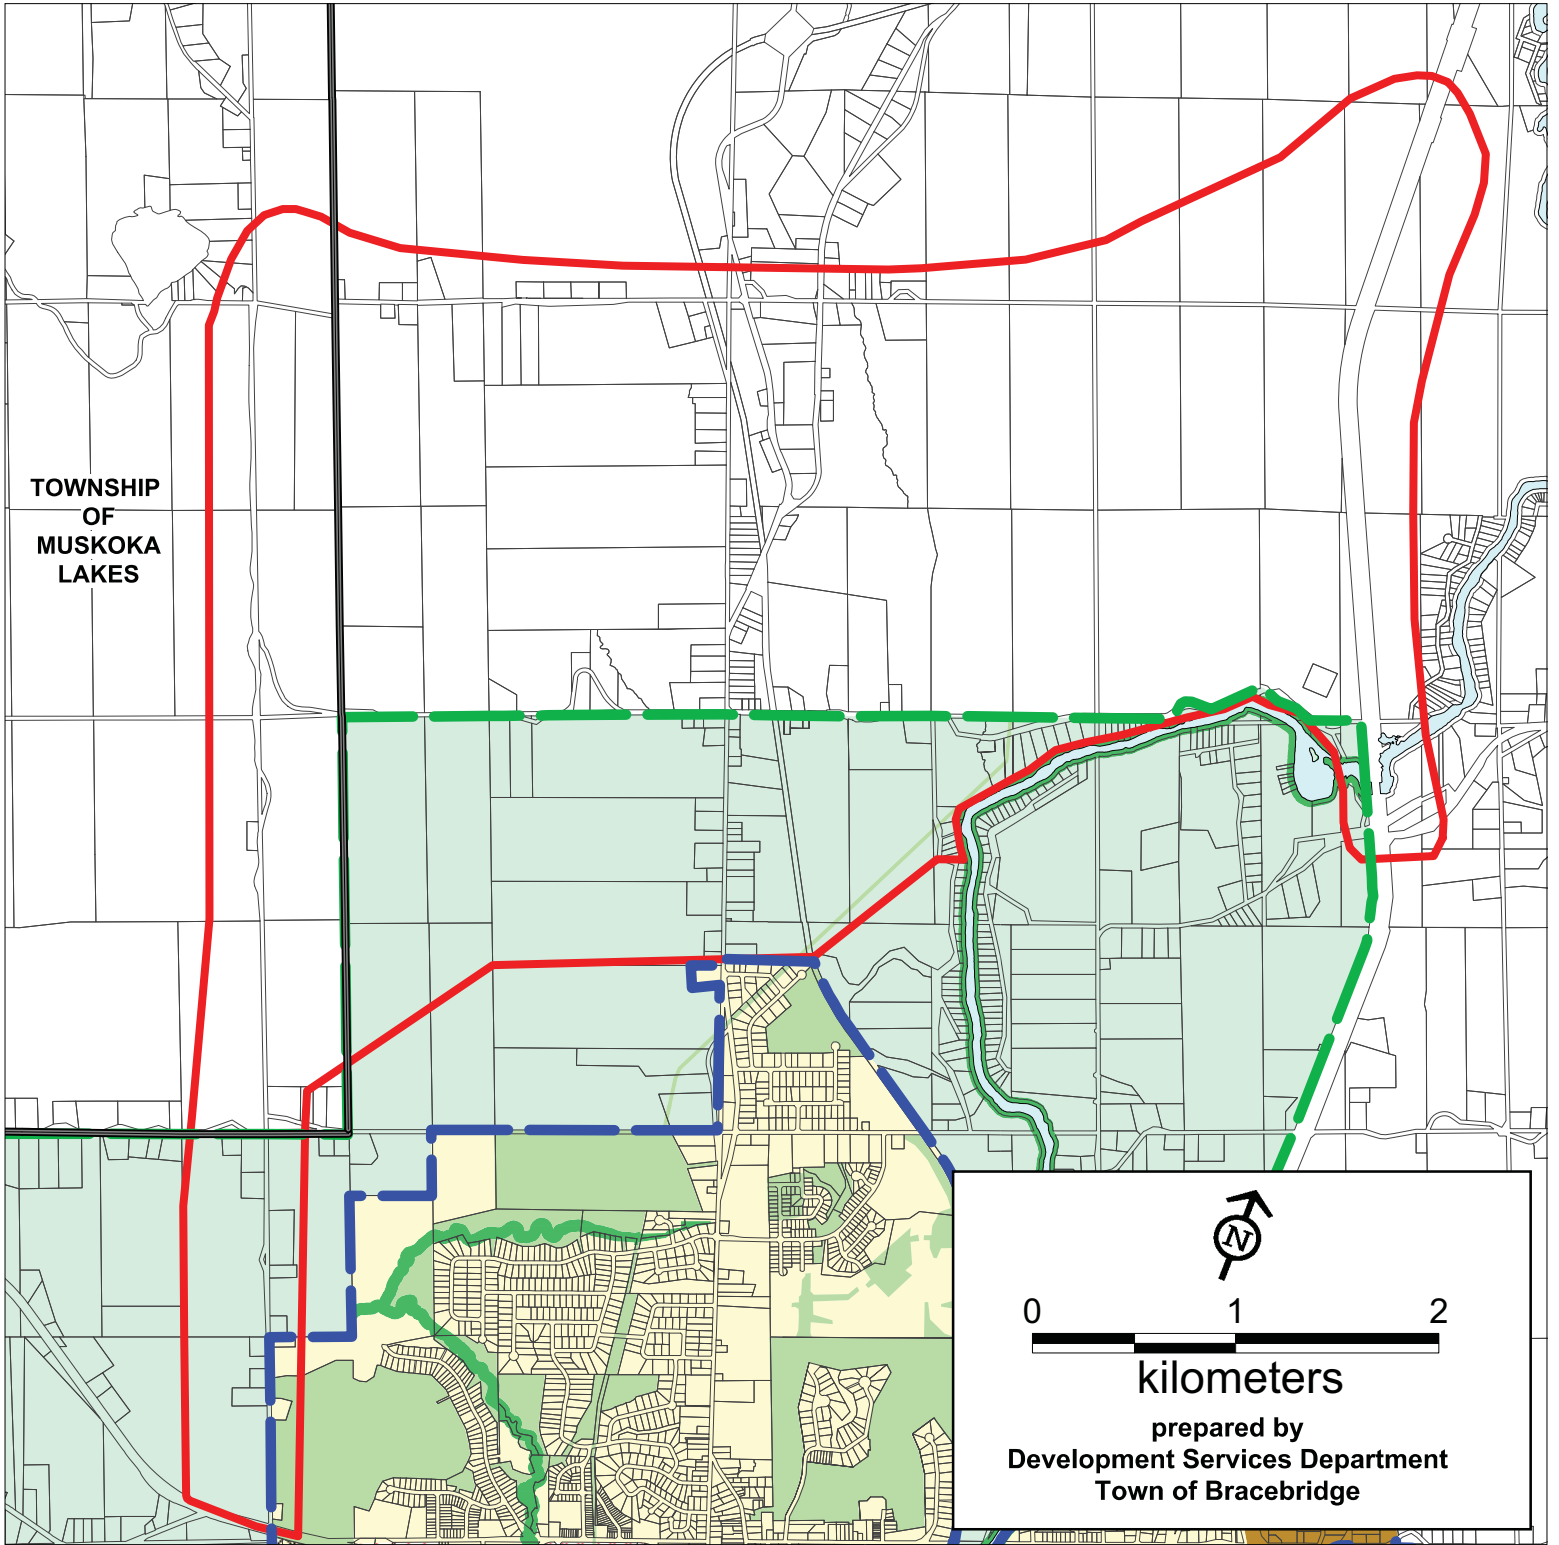 TOWNSHIP
OF
MUSKOKA
LAKES
N
0 1 2
kilometers
prepared by
Development Services Department
Town of Bracebridge